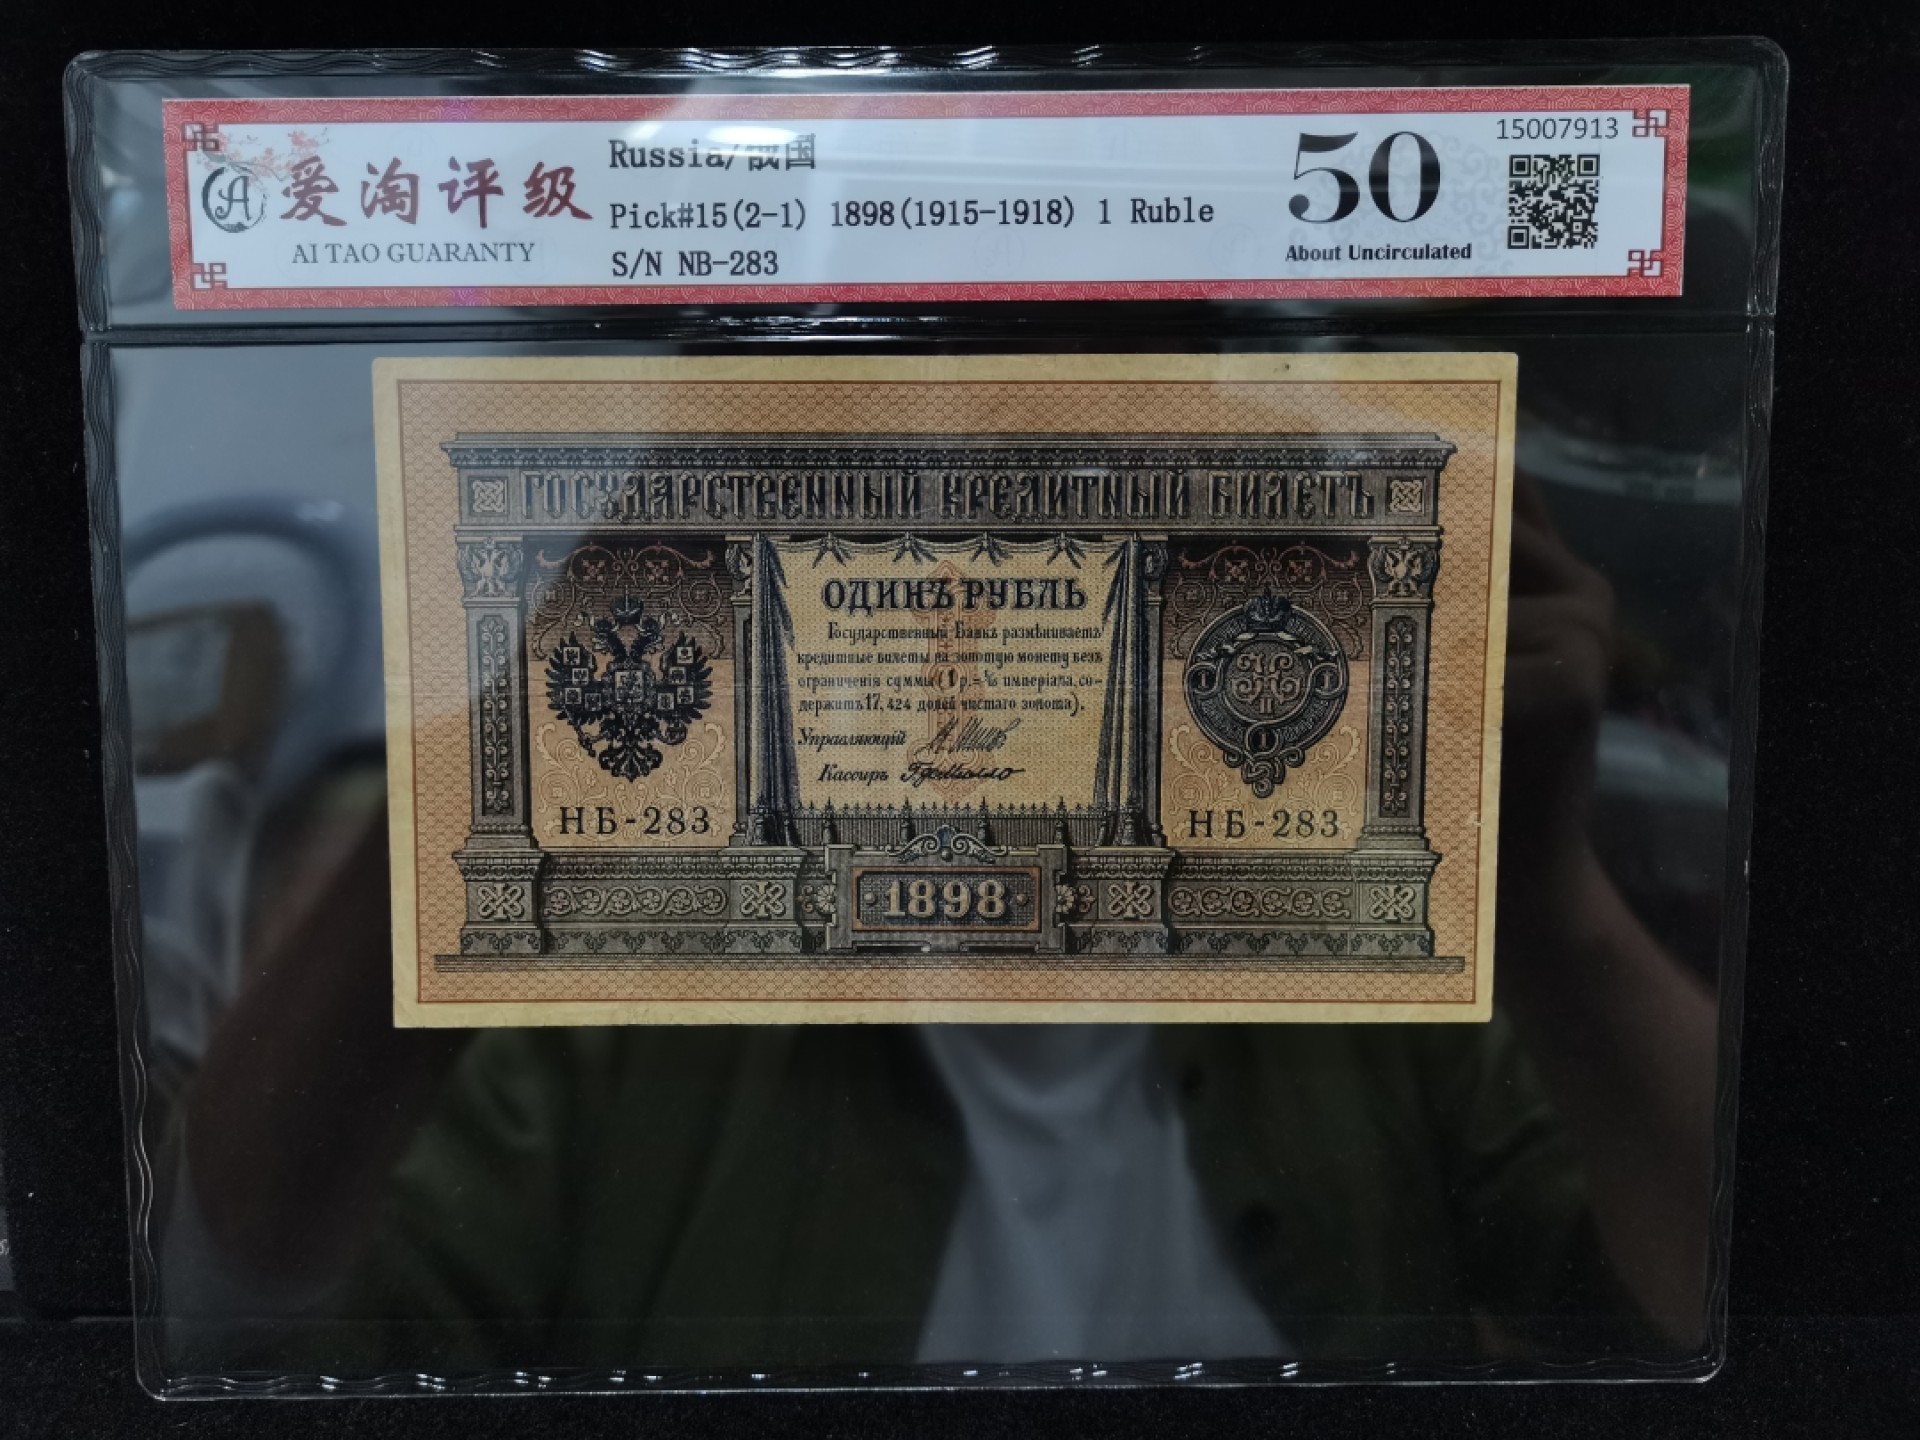 爱淘评级
AI TAO GUARANTY
Russia/俄国
Pick#15(2-1) 1898(1915-1918) 1 Ruble
S/N NB-283
50
About Uncirculated
15007913
ГОСУДАРСТВЕННЫЙ КРЕДИТНЫЙ БИЛЕТЪ
ОДИНЪ РУБЛЬ
Государственный Банкъ размѣниваетъ
кредитные билеты на золотую монету безъ
ограниченія суммы (1 р.= 1/15 имперіала, со-
держитъ 17,424 долей чистаго золота).
Управляющій
Кассиръ
НБ-283
НБ-283
1898